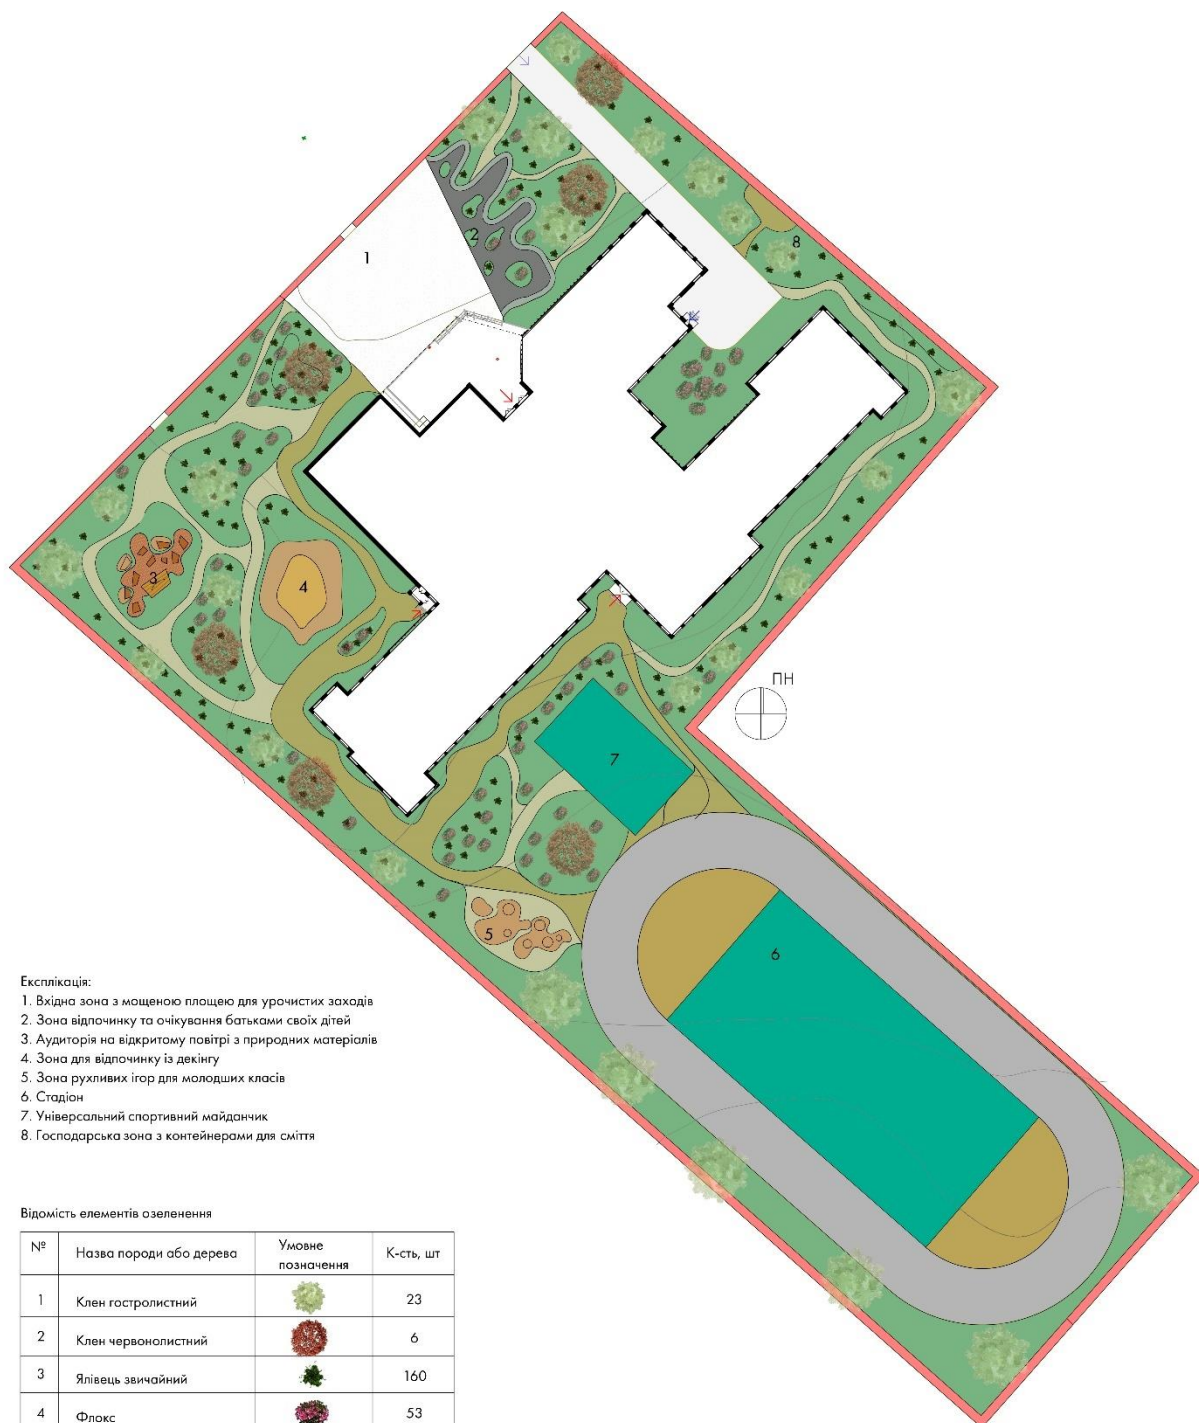 1
2
8
3
4
ПН
7
5
6
Експлікація:
1. Вхідна зона з мощеною площею для урочистих заходів
2. Зона відпочинку та очікування батьками своїх дітей
3. Аудиторія на відкритому повітрі з природних матеріалів
4. Зона для відпочинку із декінгу
5. Зона рухливих ігор для молодших класів
6. Стадіон
7. Універсальний спортивний майданчик
8. Господарська зона з контейнерами для сміття
Відомість елементів озеленення
№ Назва породи або дерева Умовне позначення К-сть, шт
1 Клен гостролистний 23
2 Клен червонолистний 6
3 Ялівець звичайний 160
4 Флокс 53